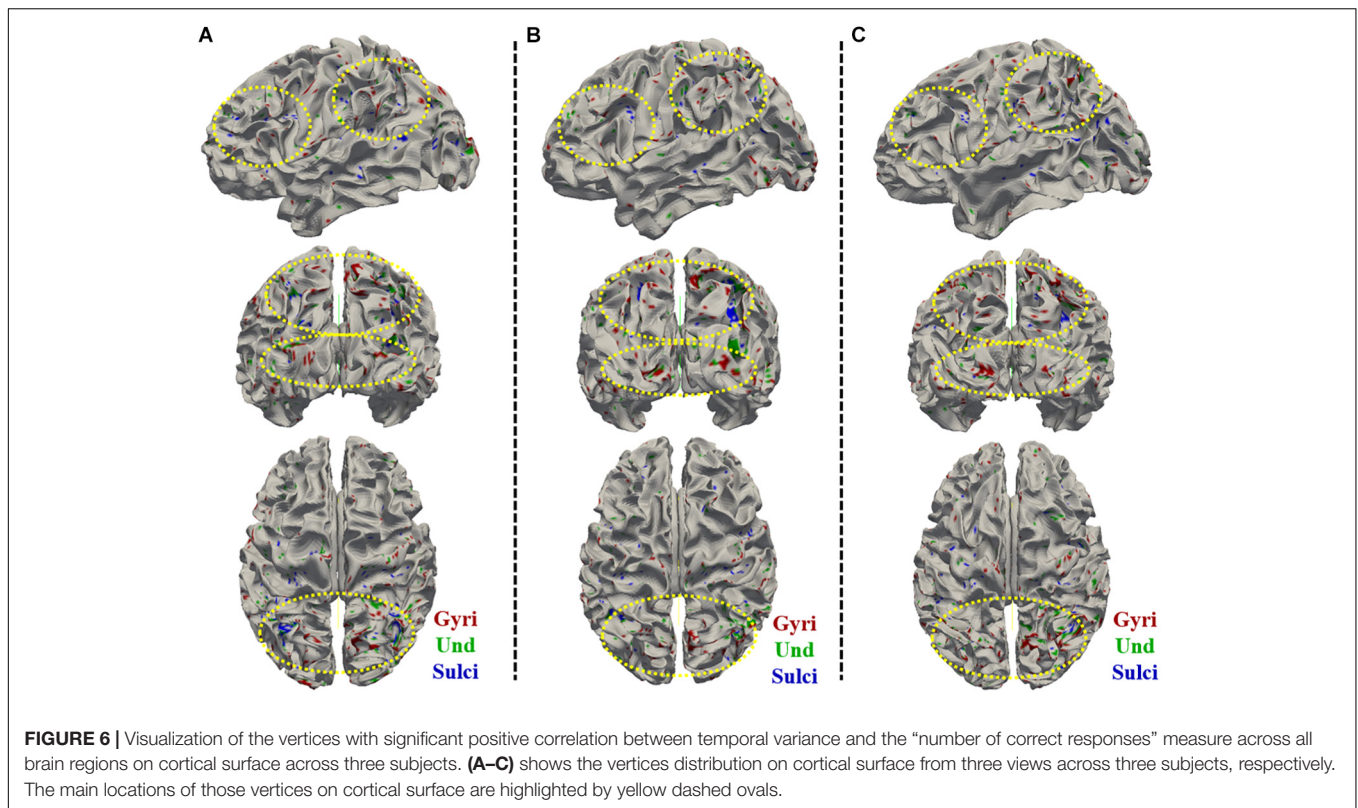 A
B
C
Gyri
Und
Sulci
Gyri
Und
Sulci
Gyri
Und
Sulci
FIGURE 6 | Visualization of the vertices with significant positive correlation between temporal variance and the “number of correct responses” measure across all
brain regions on cortical surface across three subjects. (A–C) shows the vertices distribution on cortical surface from three views across three subjects, respectively.
The main locations of those vertices on cortical surface are highlighted by yellow dashed ovals.